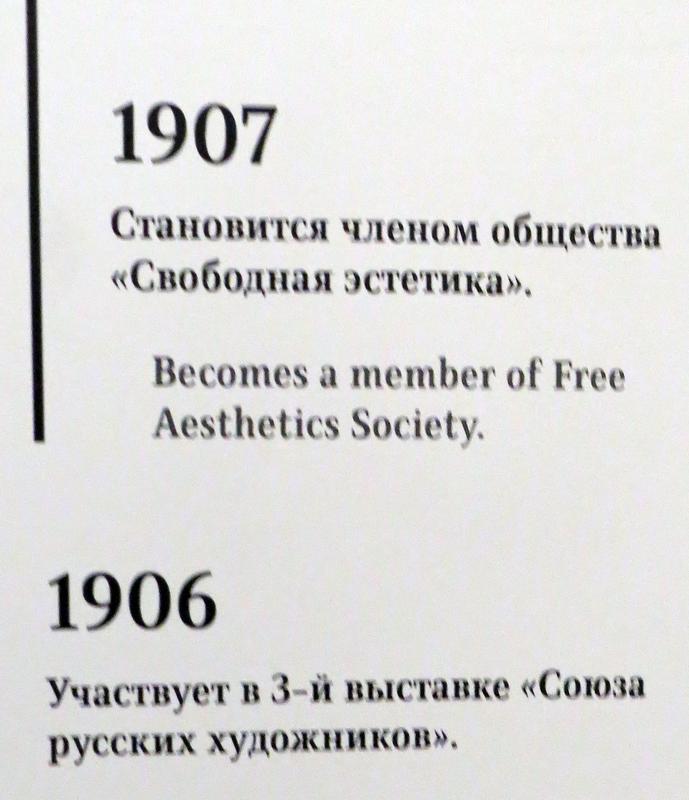 1907
Становится членом общества
«Свободная эстетика».
Becomes a member of Free
Aesthetics Society.
1906
Участвует в 3-й выставке «Союза
русских художников».